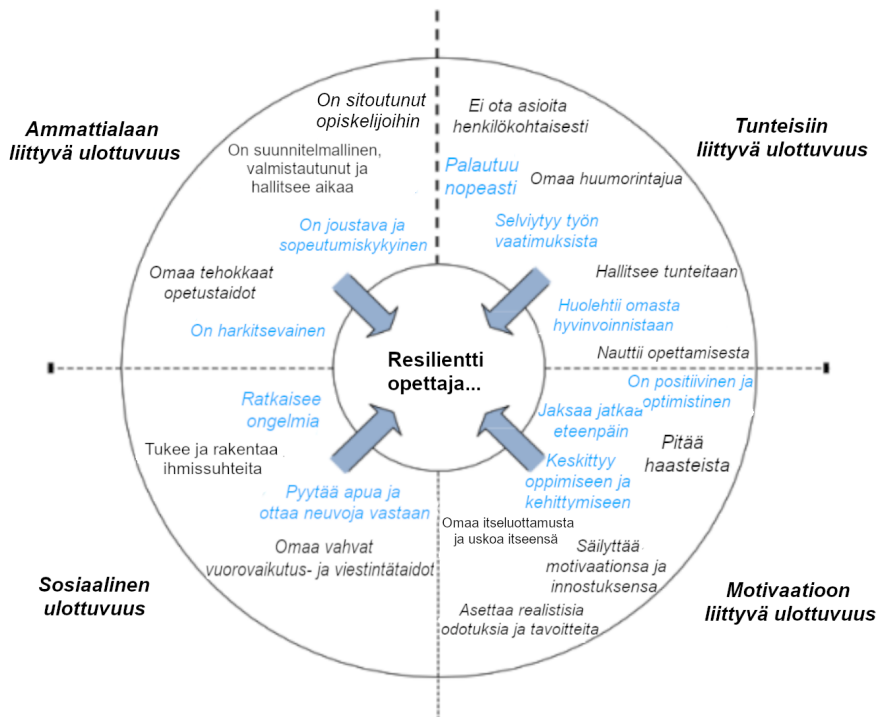 Ammattialaan
liittyvä ulottuvuus
On sitoutunut
opiskelijoihin
On suunnitelmallinen,
valmistautunut ja
hallitsee aikaa
On joustava ja
sopeutumiskykyinen
Omaa tehokkaat
opetustaidot
On harkitsevainen
Tunteisiin
liittyvä ulottuvuus
Ei ota asioita
henkilökohtaisesti
Palautuu
nopeasti
Omaa huumorintajua
Selviytyy työn
vaatimuksista
Hallitsee tunteitaan
Huolehtii omasta
hyvinvoinnistaan
Nauttii opettamisesta
Resilientti
opettaja...
Ratkaisee
ongelmia
Tukee ja rakentaa
ihmissuhteita
Pyytää apua ja
ottaa neuvoja vastaan
Omaa vahvat
vuorovaikutus- ja viestintätaidot
Sosiaalinen
ulottuvuus
On positiivinen ja
optimistinen
Jaksaa jatkaa
eteenpäin
Pitää
haasteista
Keskittyy
oppimiseen ja
kehittymiseen
Omaa itseluottamusta
ja uskoa itseensä
Säilyttää
motivaationsa ja
innostuksensa
Asettaa realistisia
odotuksia ja tavoitteita
Motivaatioon
liittyvä ulottuvuus